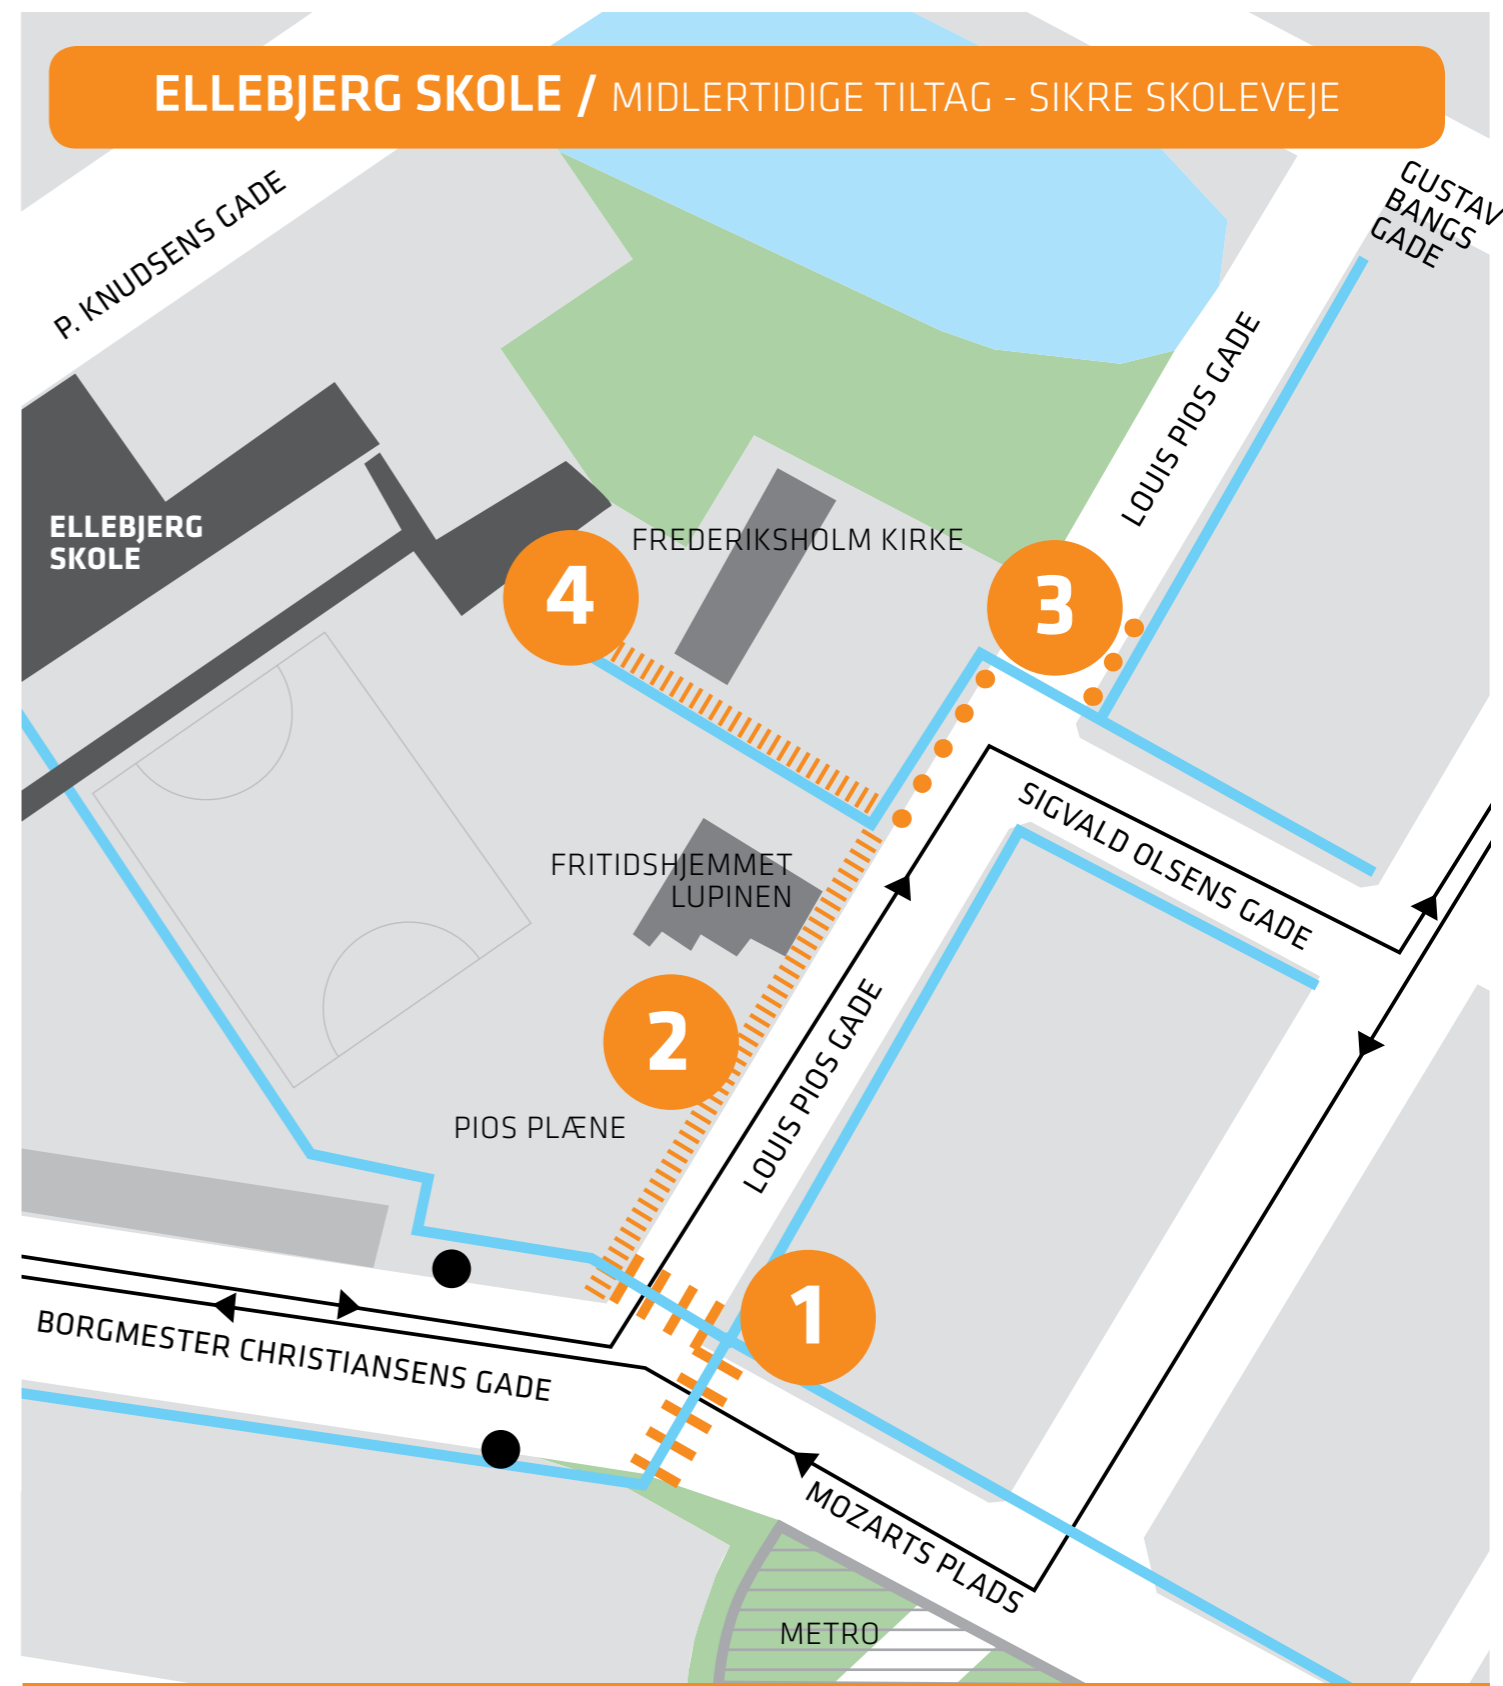 ELLEBJERG SKOLE / MIDLERTIDIGE TILTAG - SIKRE SKOLEVEJE
GUSTAV
BANGS
GADE
P. KNUDSENS GADE
LOUIS PIOS GADE
ELLEBJERG
SKOLE
FREDERIKSHOLM KIRKE
4
3
SIGVALD OLSENS GADE
FRITIDSHJEMMET
LUPINEN
2
LOUIS PIOS GADE
PIOS PLÆNE
1
BORGMESTER CHRISTIANSENS GADE
MOZARTS PLADS
METRO